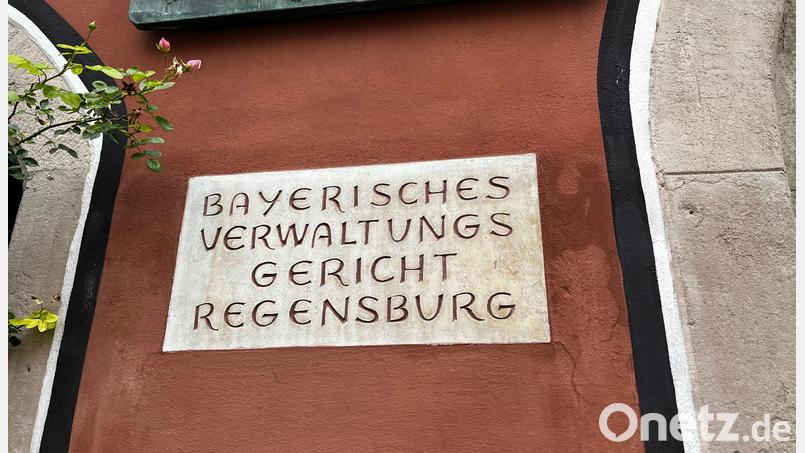 BAYERISCHES
VERWALTUNGS
GERICHT
REGENSBURG
Onetz.de